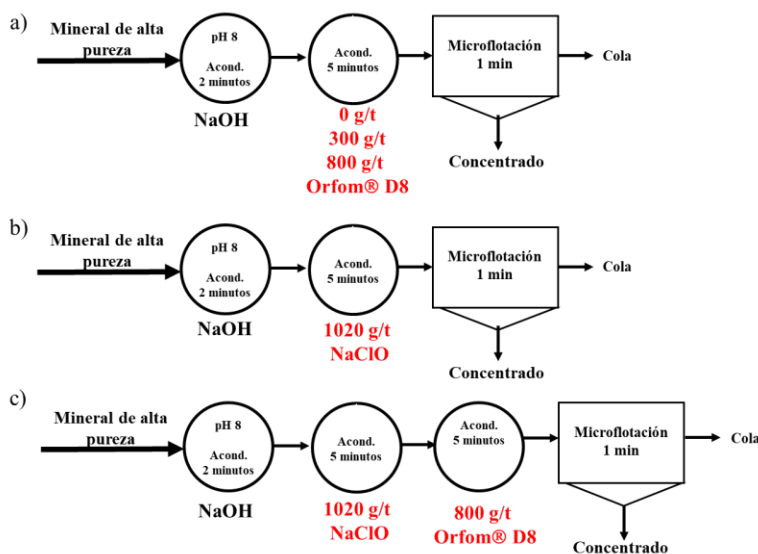 a)
Mineral de alta
pureza
pH 8
Acond.
2 minutos
NaOH
Acond.
5 minutos
0 g/t
300 g/t
800 g/t
Orfom® D8
Microflotación
1 min
Cola
Concentrado
b)
Mineral de alta
pureza
pH 8
Acond.
2 minutos
NaOH
Acond.
5 minutos
1020 g/t
NaClO
Microflotación
1 min
Cola
Concentrado
c)
Mineral de alta
pureza
pH 8
Acond.
2 minutos
NaOH
Acond.
5 minutos
1020 g/t
NaClO
Acond.
5 minutos
800 g/t
Orfom® D8
Microflotación
1 min
Cola
Concentrado